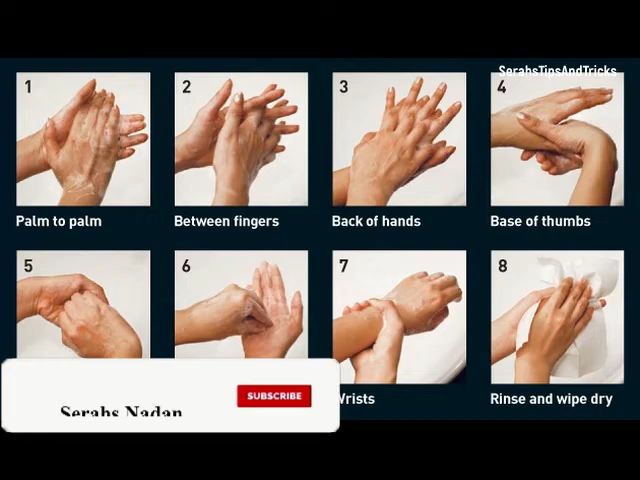 SerahsTipsAndTricks
1 2 3 4
Palm to palm Between fingers Back of hands Base of thumbs
5 6 7 8
Wrists Rinse and wipe dry
Serahs Nadan
SUBSCRIBE